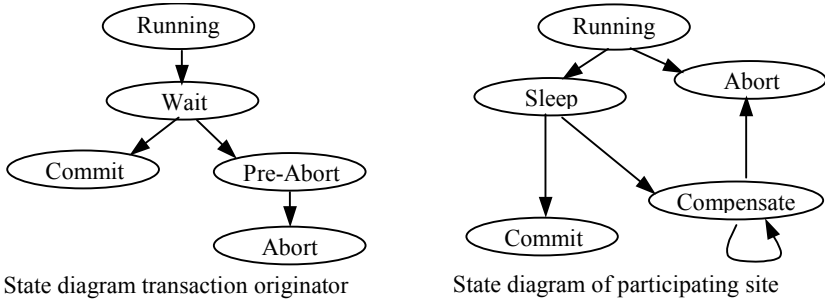 Running
Wait
Commit
Pre-Abort
Abort
State diagram transaction originator
Running
Abort
Sleep
Compensate
Commit
State diagram of participating site